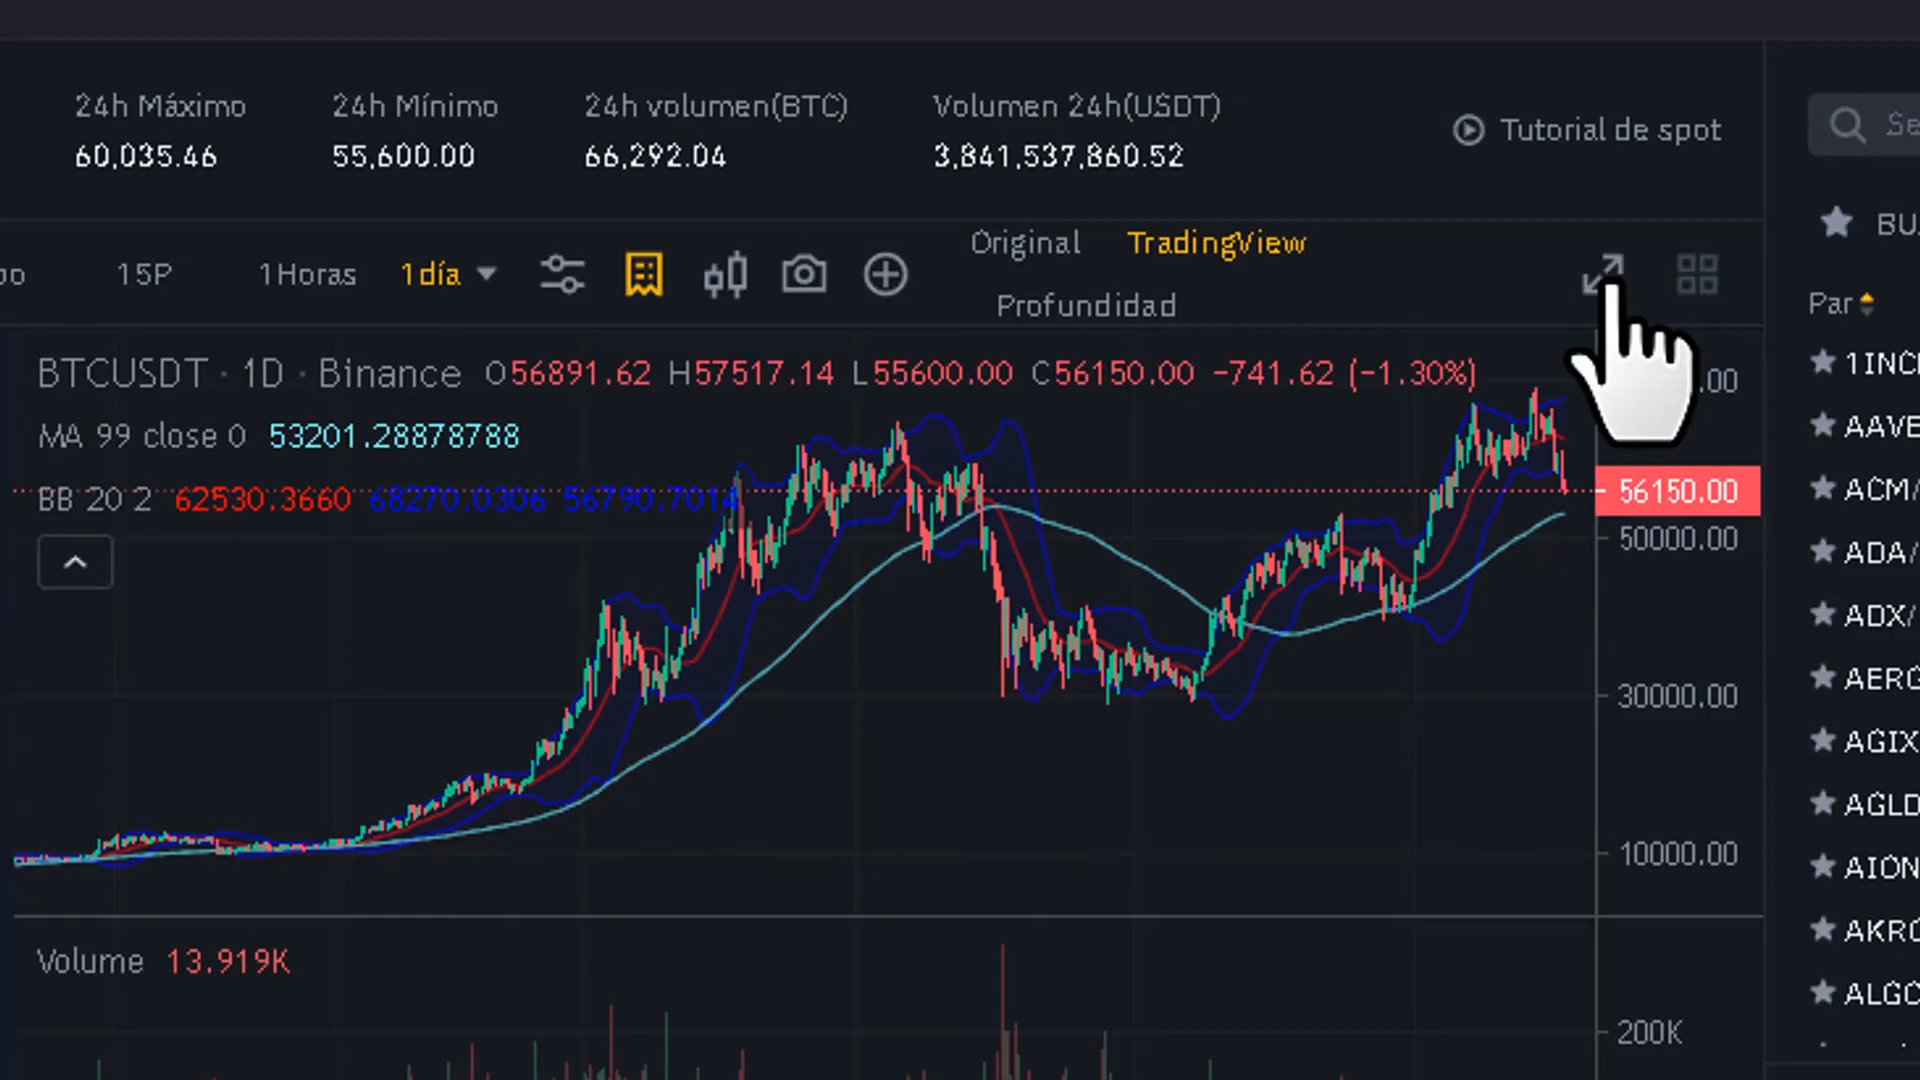 24h Máximo 24h Mínimo 24h volumen(BTC) Volumen 24h(USDT)
60,035.46 55,600.00 66,292.04 3,841,537,860.52
Tutorial de spot
15P 1Horas 1día Original TradingView
Profundidad
BTCUSDT · 1D · Binance O56891.62 H57517.14 L55600.00 C56150.00 -741.62 (-1.30%)
MA 99 close 0 53201.28878788
BB 20 2 62530.3660 68270.0306 56790.7014
56150.00
50000.00
30000.00
10000.00
Volume 13.919K
200K
Par
1INCH
AAVE
ACM/
ADA/
ADX/
AERG
AGIX
AGLD
AION
AKRO
ALGO